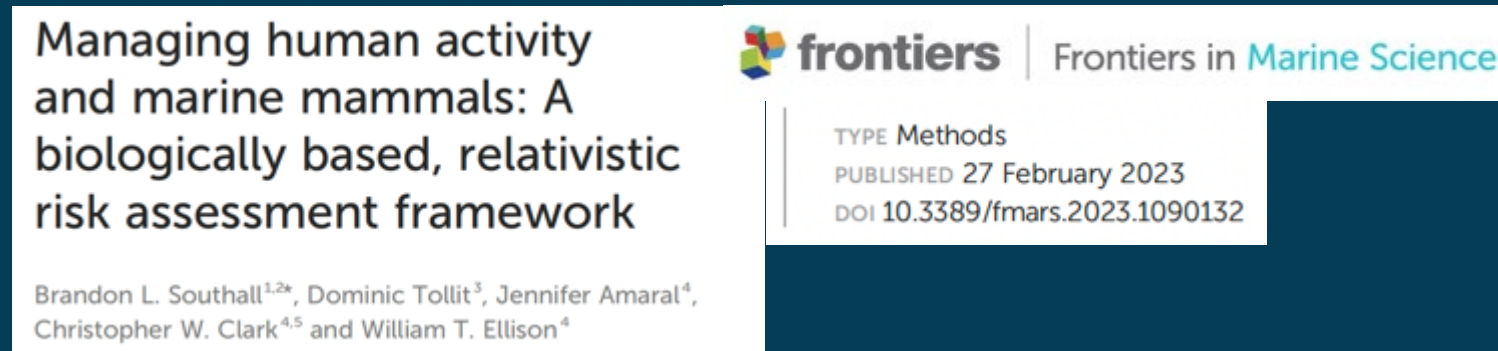 Managing human activity
and marine mammals: A
biologically based, relativistic
risk assessment framework
Brandon L. Southall¹,²*, Dominic Tollit³, Jennifer Amaral⁴,
Christopher W. Clark⁴,⁵ and William T. Ellison⁴
frontiers | Frontiers in Marine Science
TYPE Methods
PUBLISHED 27 February 2023
DOI 10.3389/fmars.2023.1090132